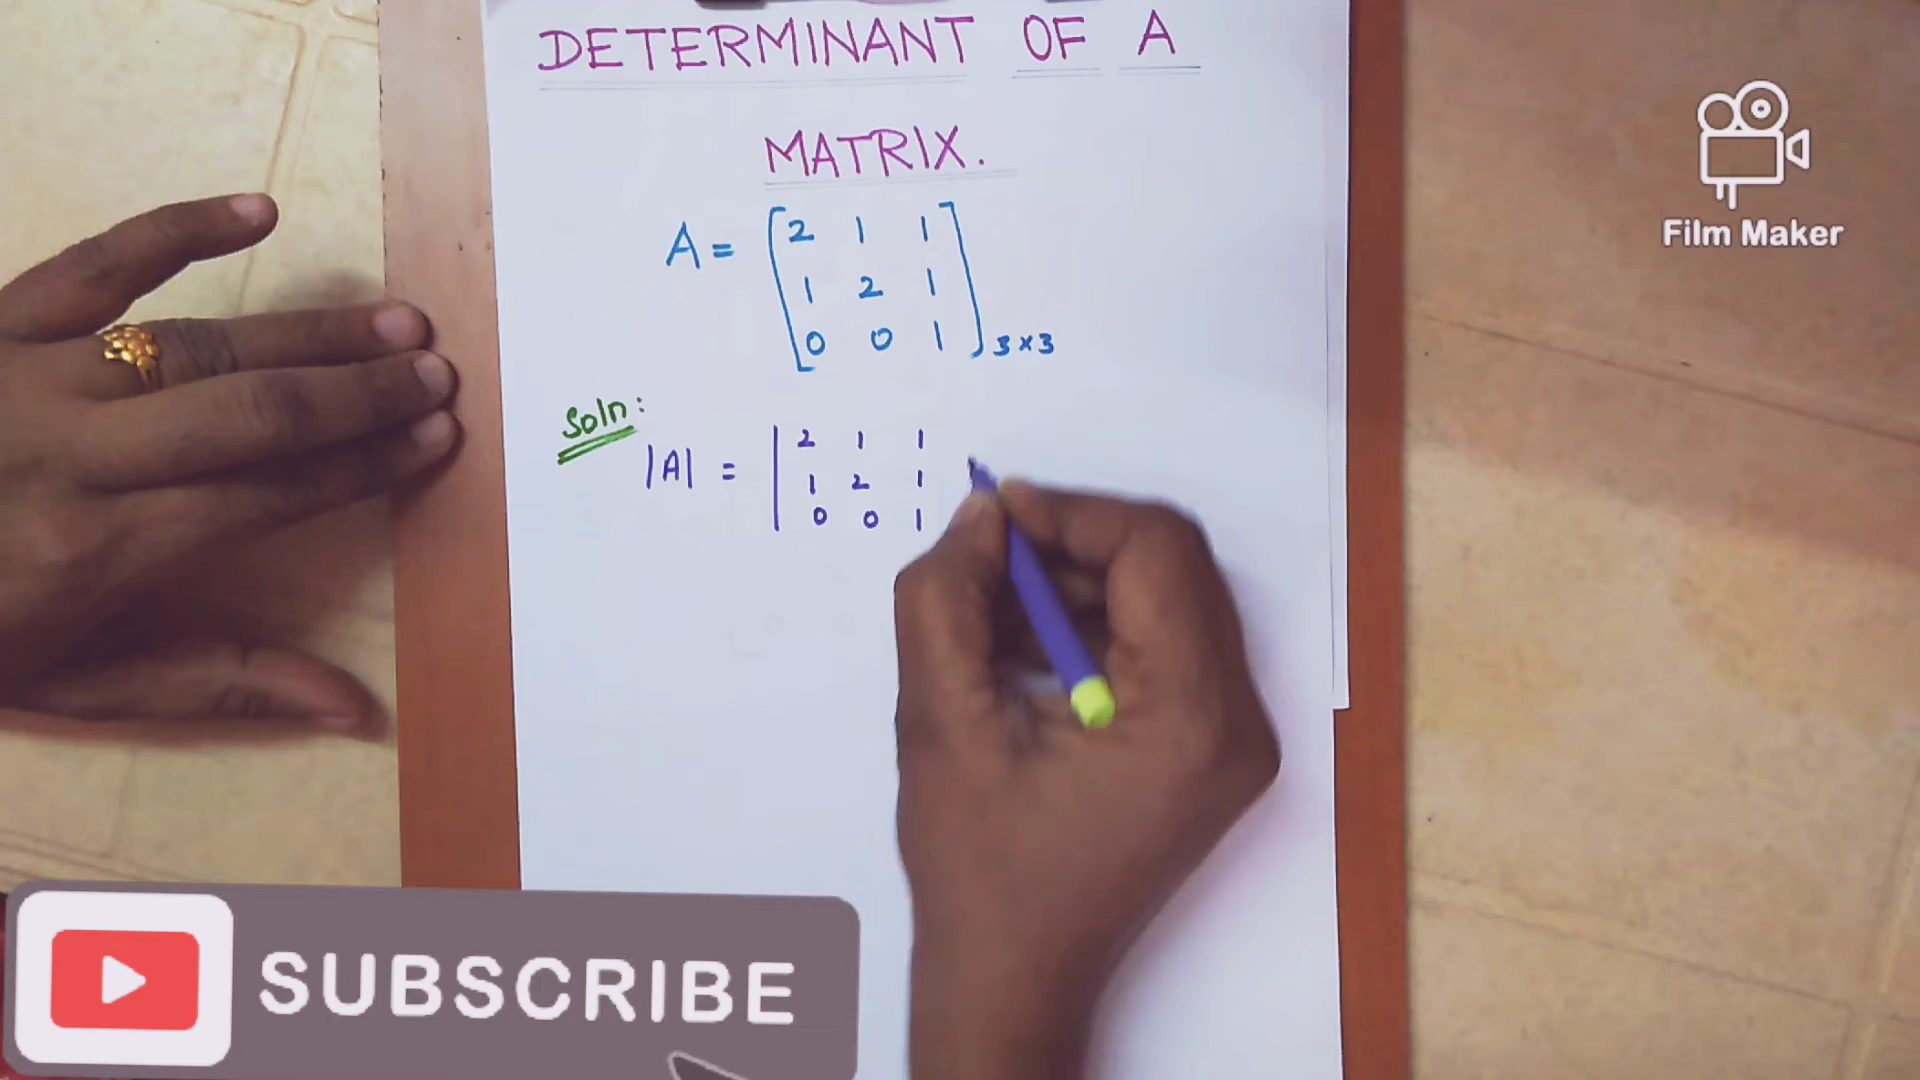 DETERMINANT OF A
MATRIX.
Film Maker
A = [2 1 1
1 2 1
0 0 1] 3×3
Soln:
|A| = | 2 1 1
1 2 1
0 0 1
SUBSCRIBE